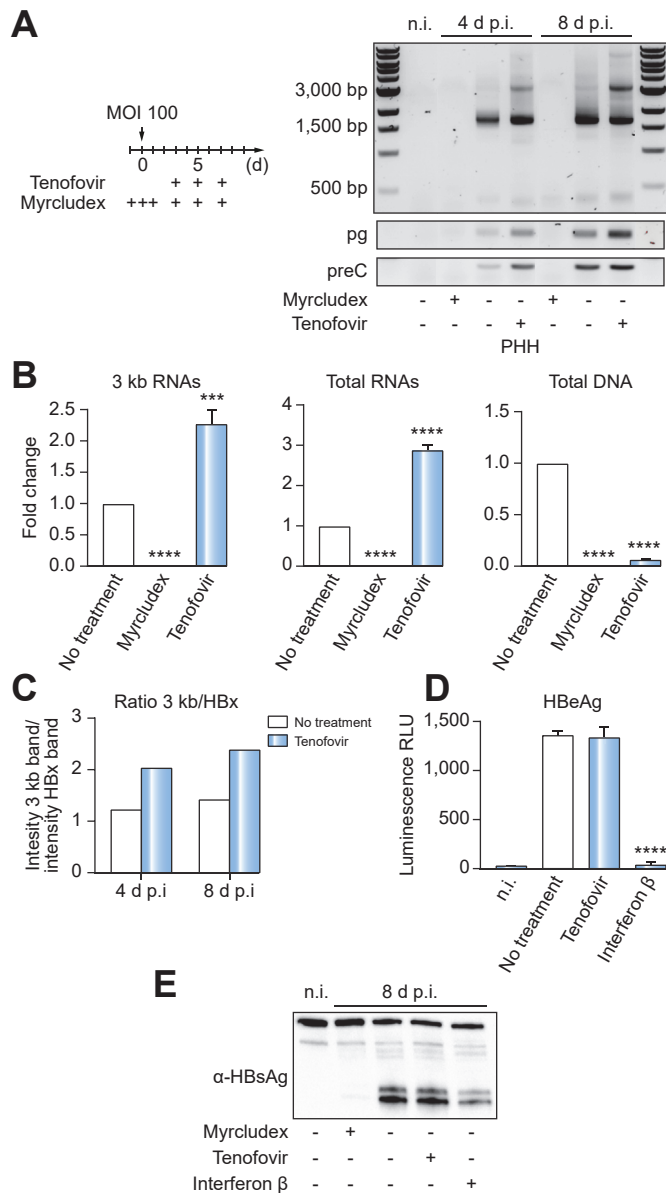 A
MOI 100
0 5 (d)
Tenofovir + + +
Myrcludex +++ + + +
n.i. 4 d p.i. 8 d p.i.
3,000 bp
1,500 bp
500 bp
pg
preC
Myrcludex - + - - + - -
Tenofovir - - - + - - +
PHH
B
3 kb RNAs
Fold change
2.5
2.0
1.5
1.0
0.5
0.0
***
****
No treatment
Myrcludex
Tenofovir
Total RNAs
4
3
2
1
0
****
****
No treatment
Myrcludex
Tenofovir
Total DNA
1.5
1.0
0.5
0.0
****
****
No treatment
Myrcludex
Tenofovir
C
Ratio 3 kb/HBx
Intesity 3 kb band/
intensity HBx band
3
2
1
0
4 d p.i
8 d p.i
No treatment
Tenofovir
D
HBeAg
Luminescence RLU
1,500
1,000
500
0
****
n.i.
No treatment
Tenofovir
Interferon β
E
n.i. 8 d p.i.
α-HBsAg
Myrcludex - + - - -
Tenofovir - - - + -
Interferon β - - - - +